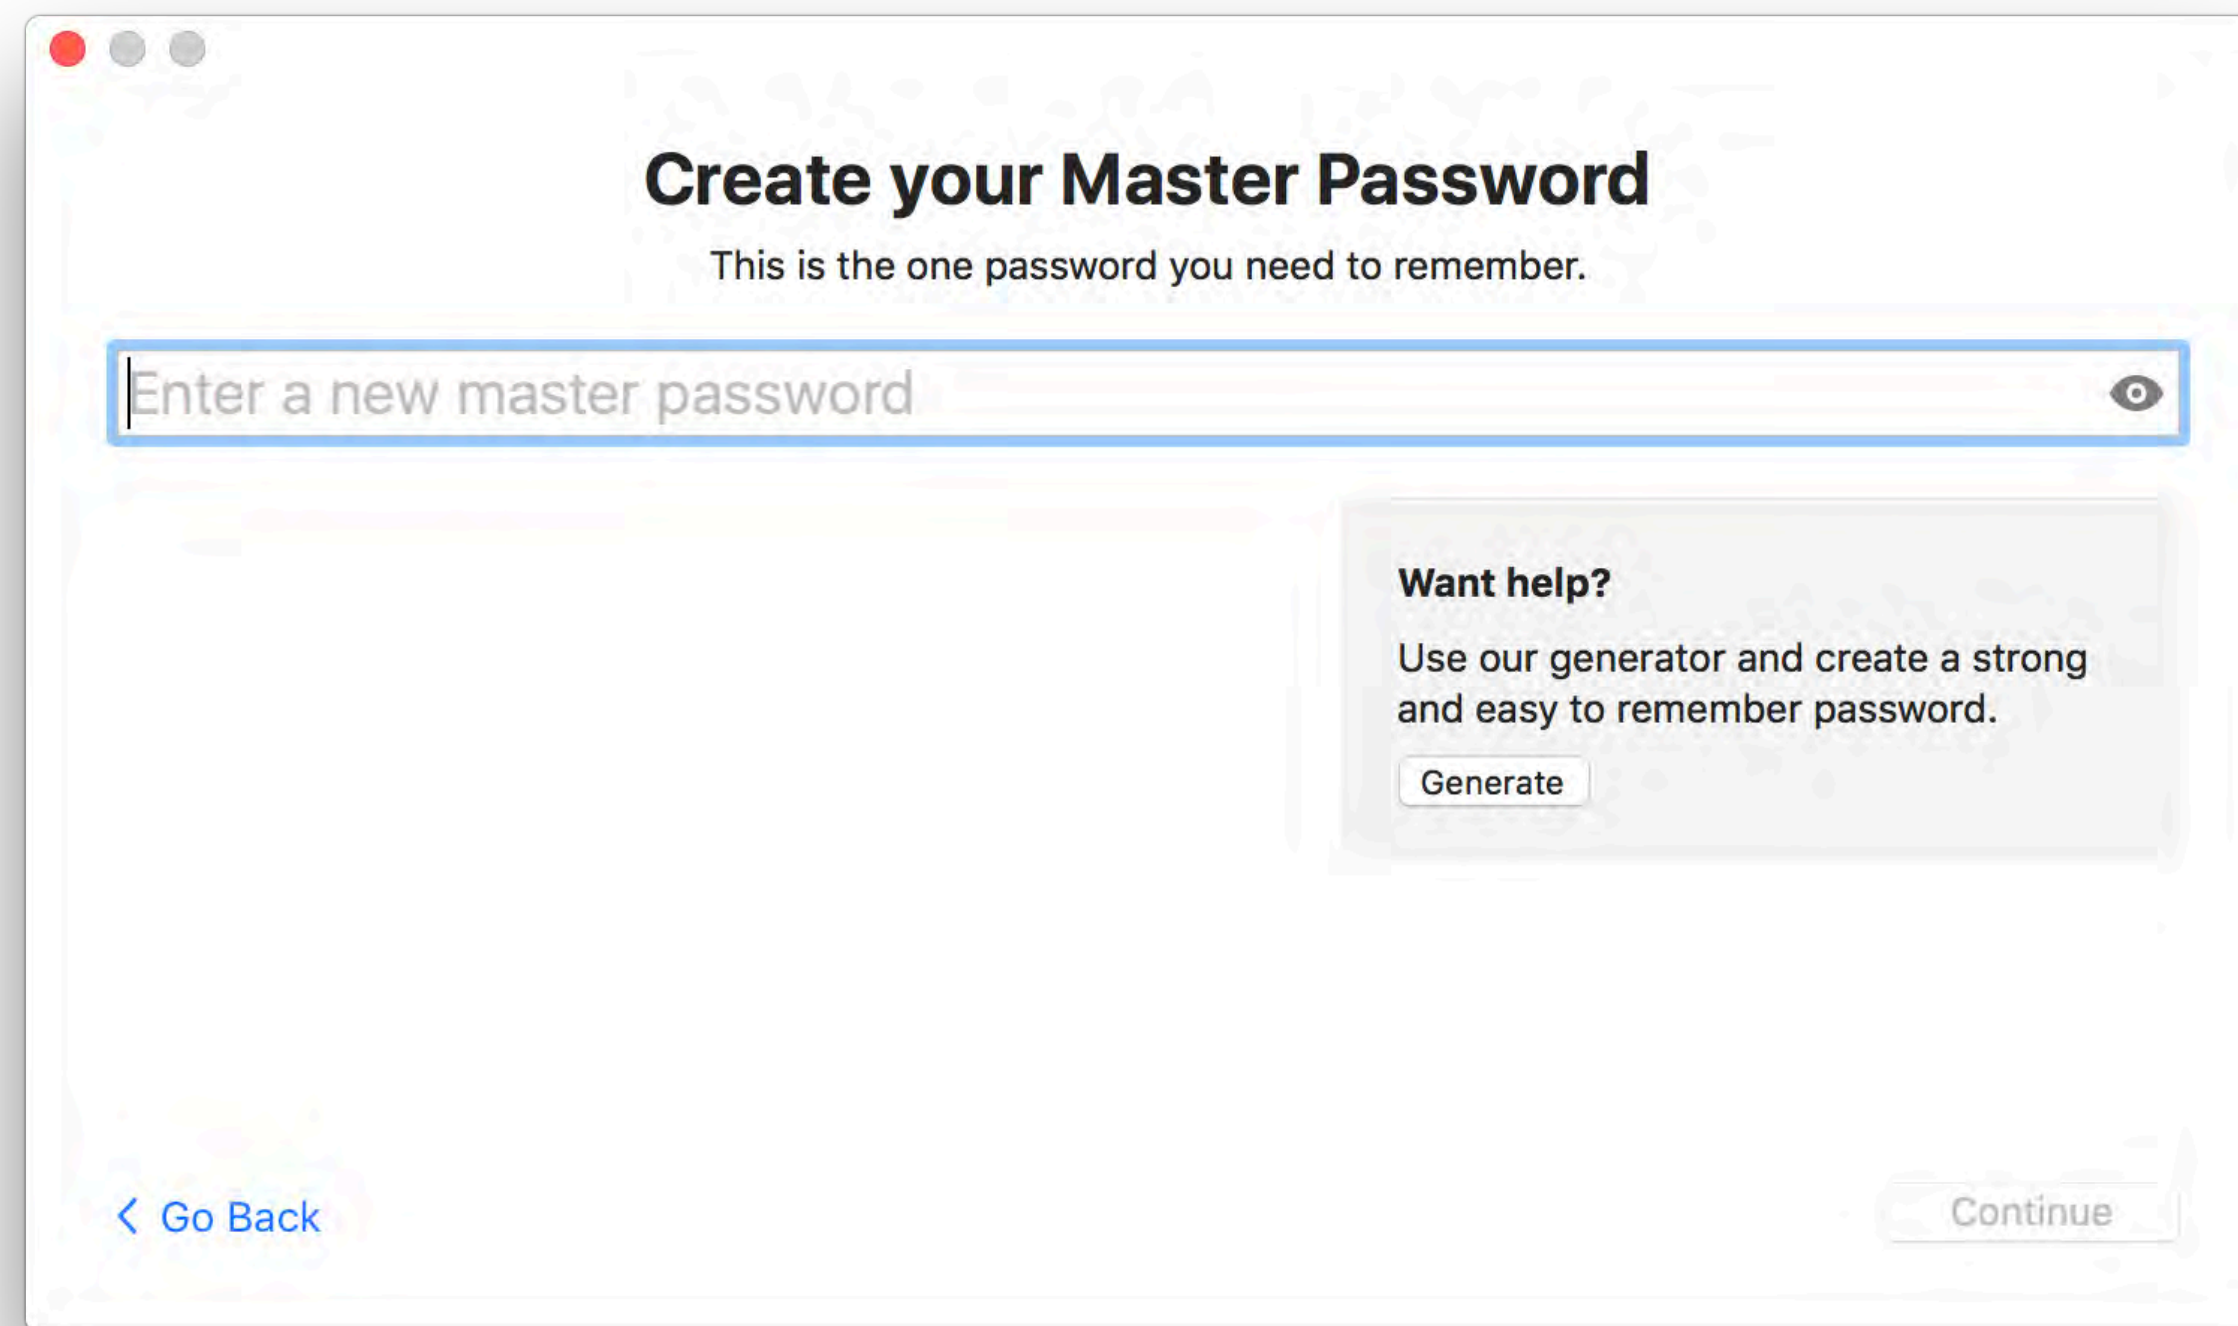 Create your Master Password
This is the one password you need to remember.
Enter a new master password
Want help?
Use our generator and create a strong
and easy to remember password.
Generate
Go Back
Continue